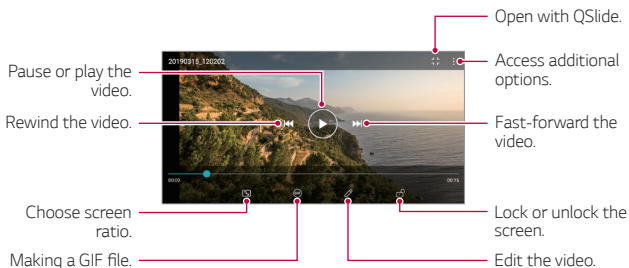 Open with QSlide.
20190315_120202
Access additional
options.
Pause or play the
video.
Rewind the video.
Fast-forward the
video.
00:03
00:15
GIF
Choose screen
ratio.
Lock or unlock the
screen.
Making a GIF file.
Edit the video.